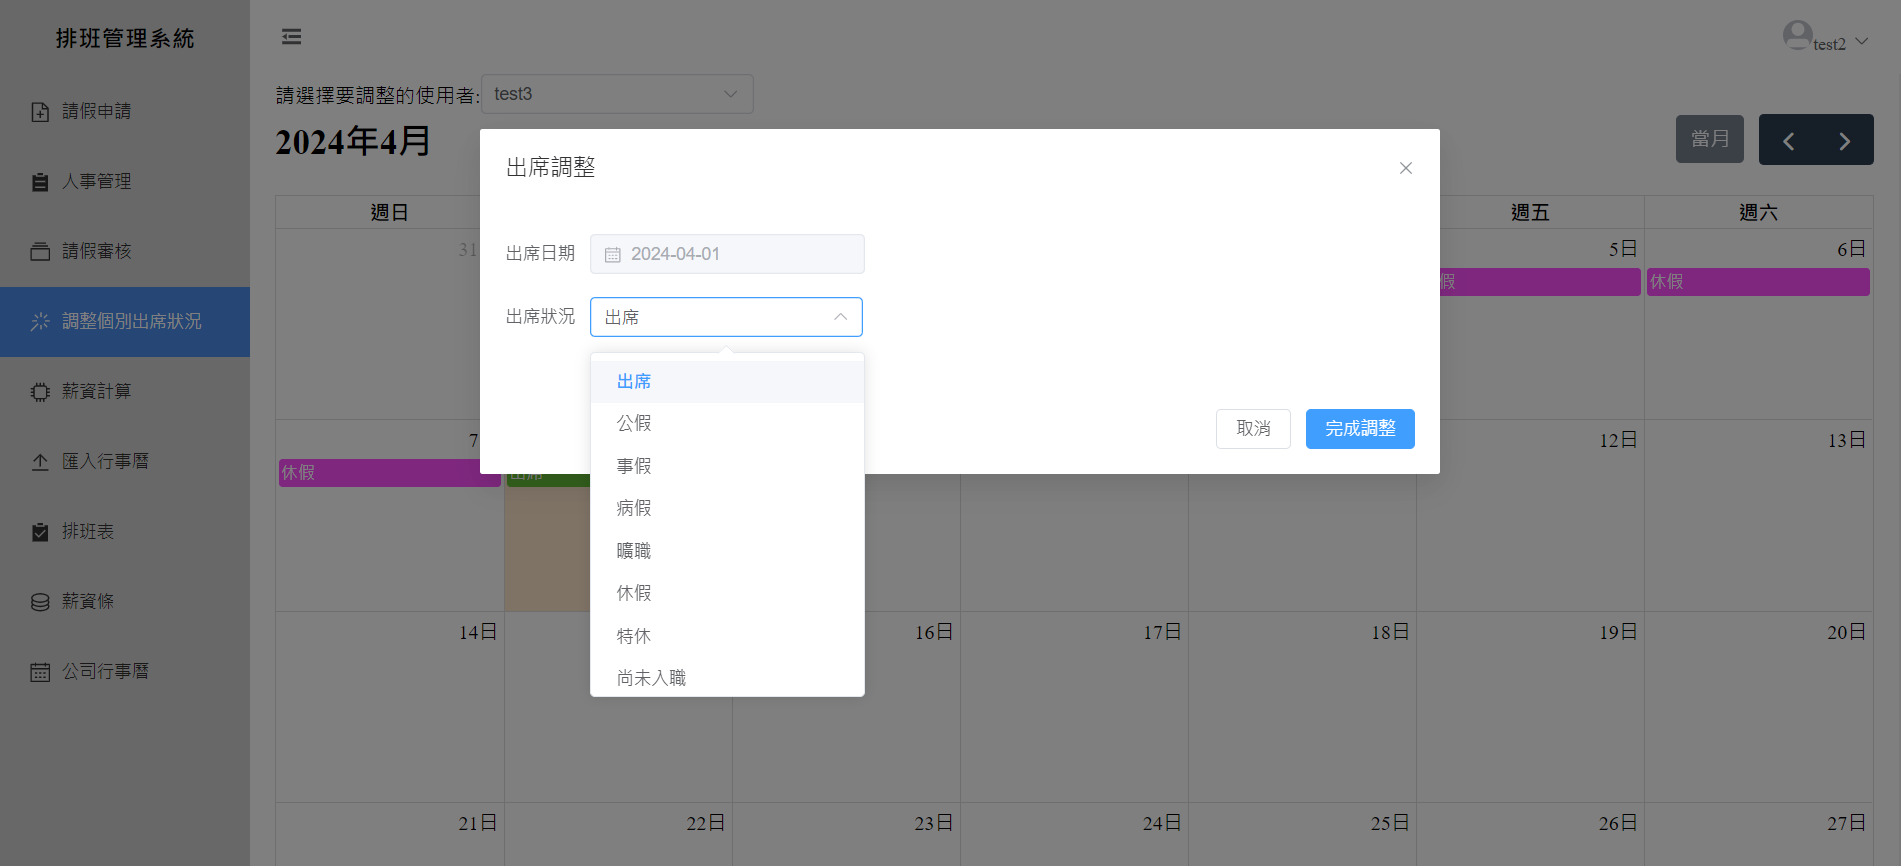 排班管理系統
請假申請
人事管理
請假審核
調整個別出席狀況
薪資計算
匯入行事曆
排班表
薪資條
公司行事曆
test2
請選擇要調整的使用者:
test3
2024年4月
當月
週日
週五
週六
31
5日
6日
假
休假
出席調整
出席日期
2024-04-01
出席狀況
出席
出席
公假
事假
病假
曠職
休假
特休
尚未入職
取消
完成調整
7
12日
13日
休假
出席
14日
16日
17日
18日
19日
20日
21日
22日
23日
24日
25日
26日
27日